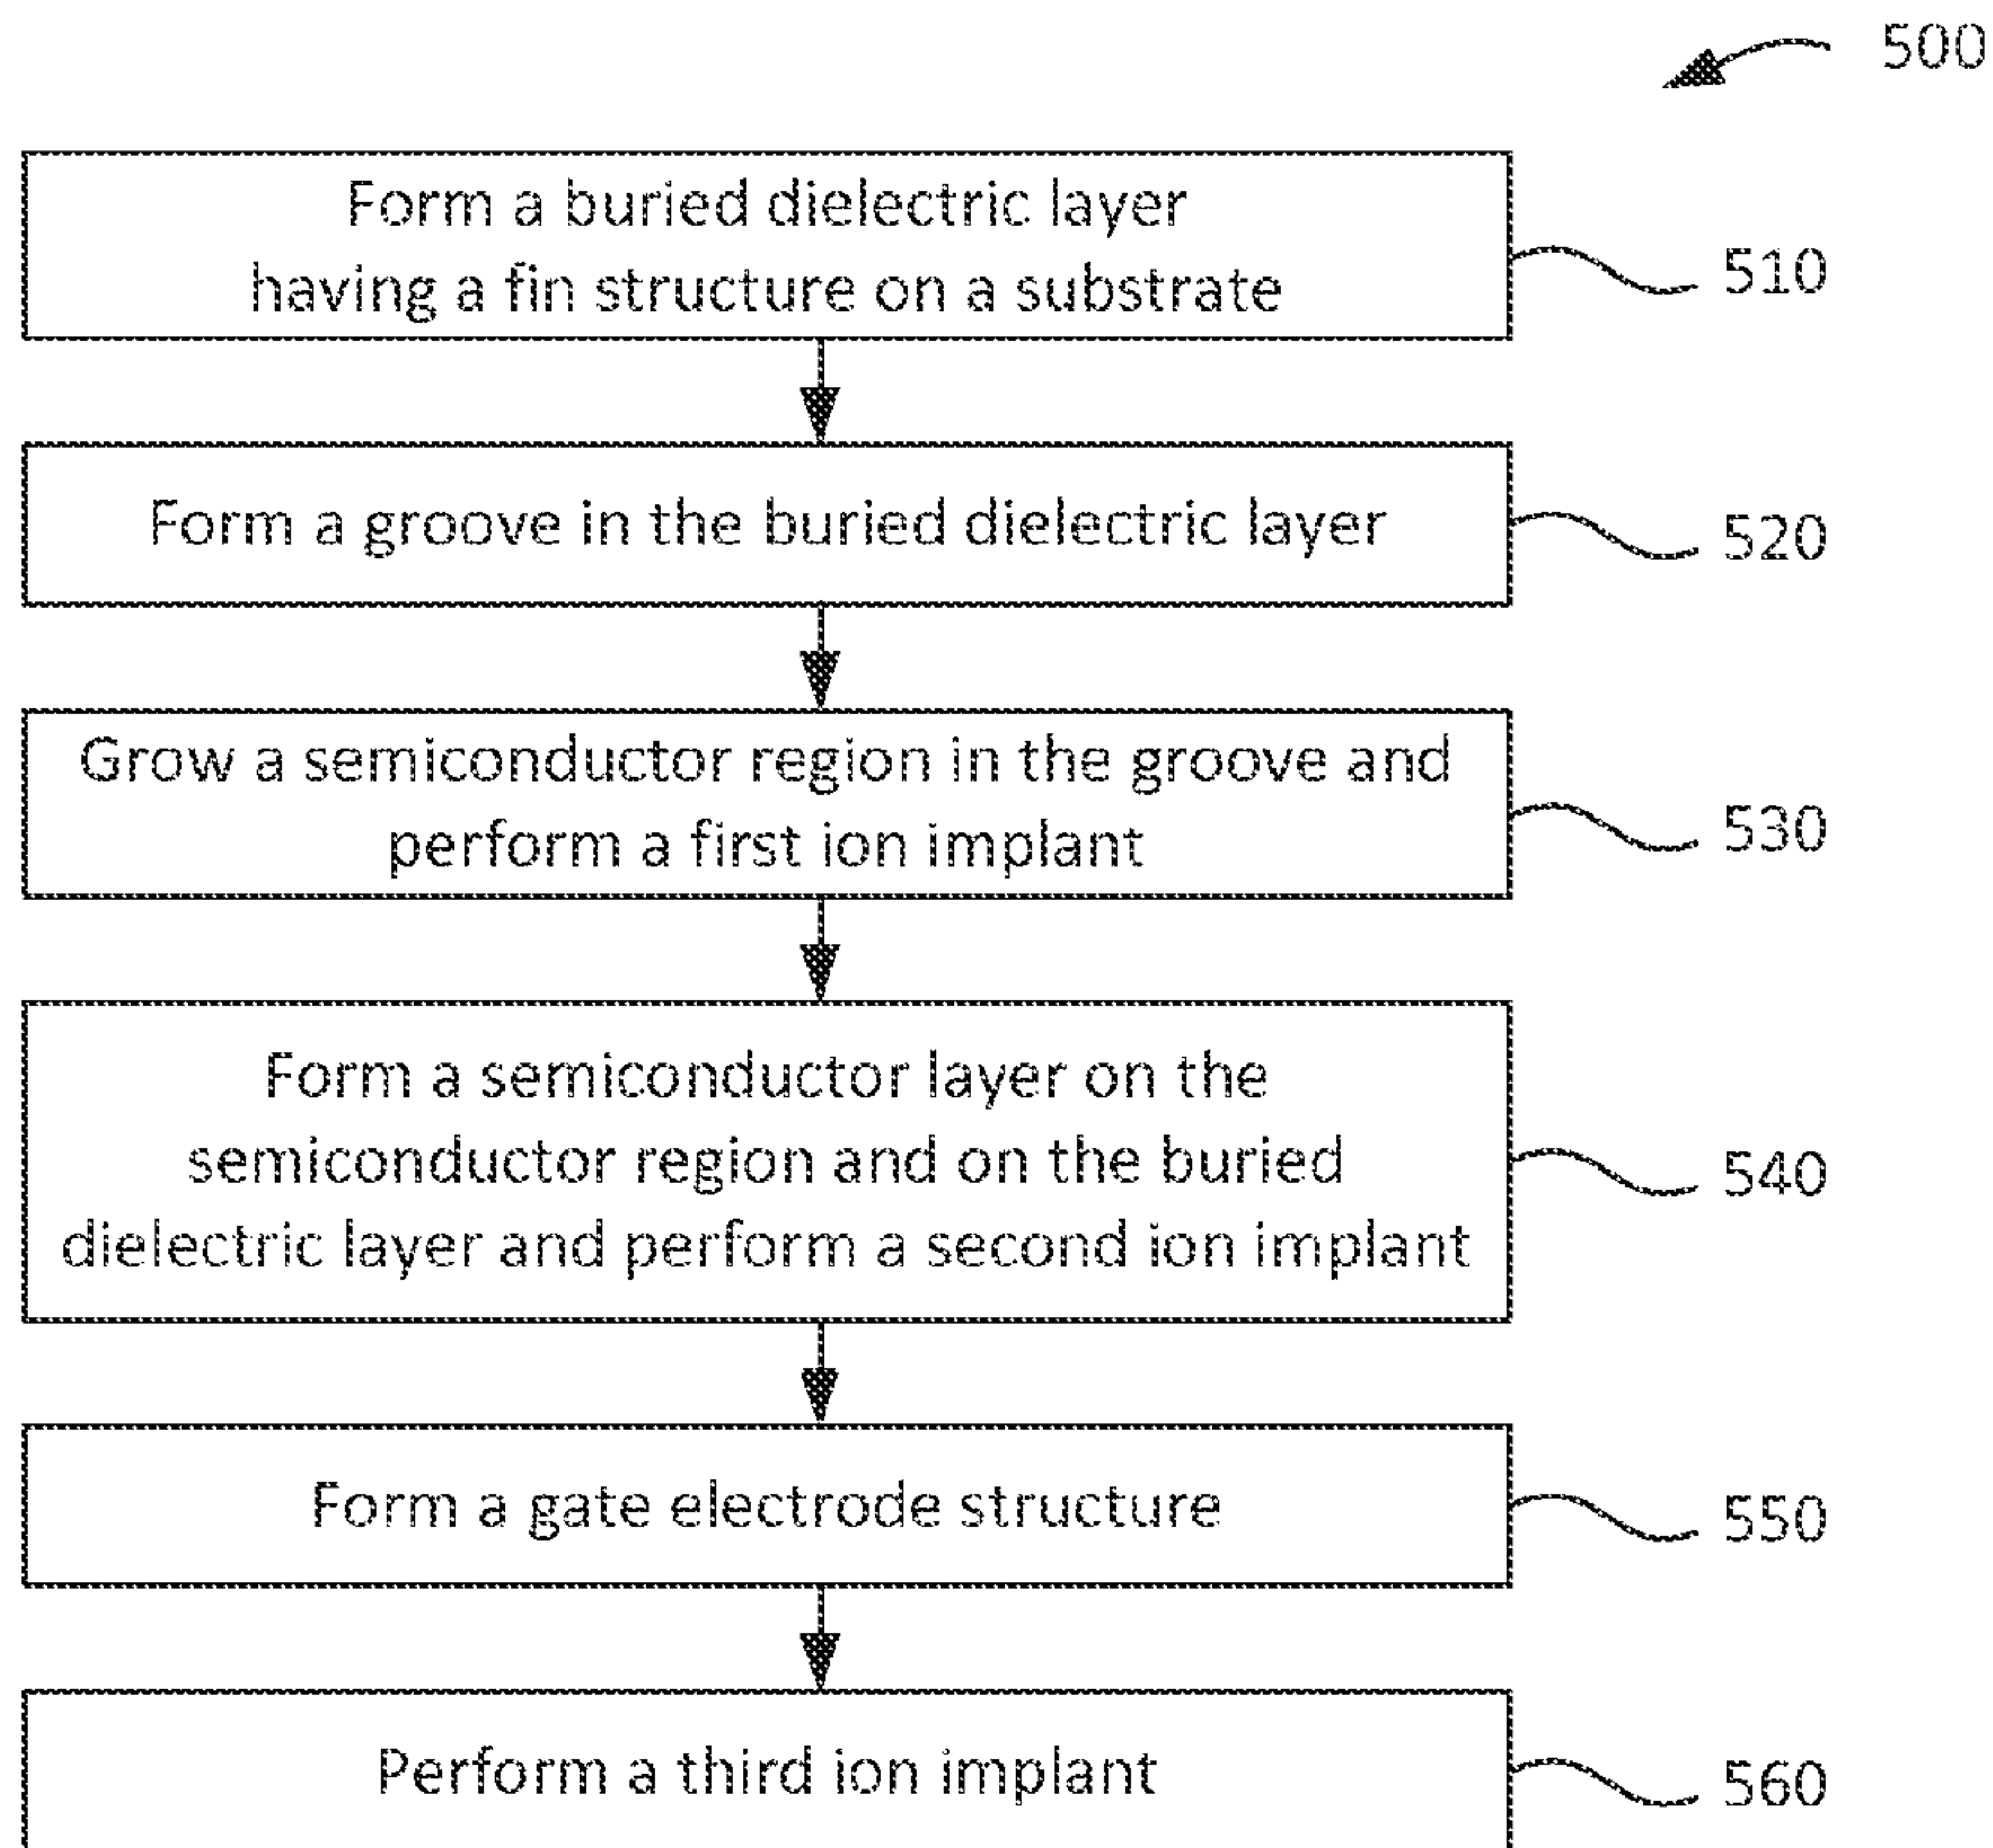 500
Form a buried dielectric layer
having a fin structure on a substrate
510
Form a groove in the buried dielectric layer
520
Grow a semiconductor region in the groove and
perform a first ion implant
530
Form a semiconductor layer on the
semiconductor region and on the buried
dielectric layer and perform a second ion implant
540
Form a gate electrode structure
550
Perform a third ion implant
560